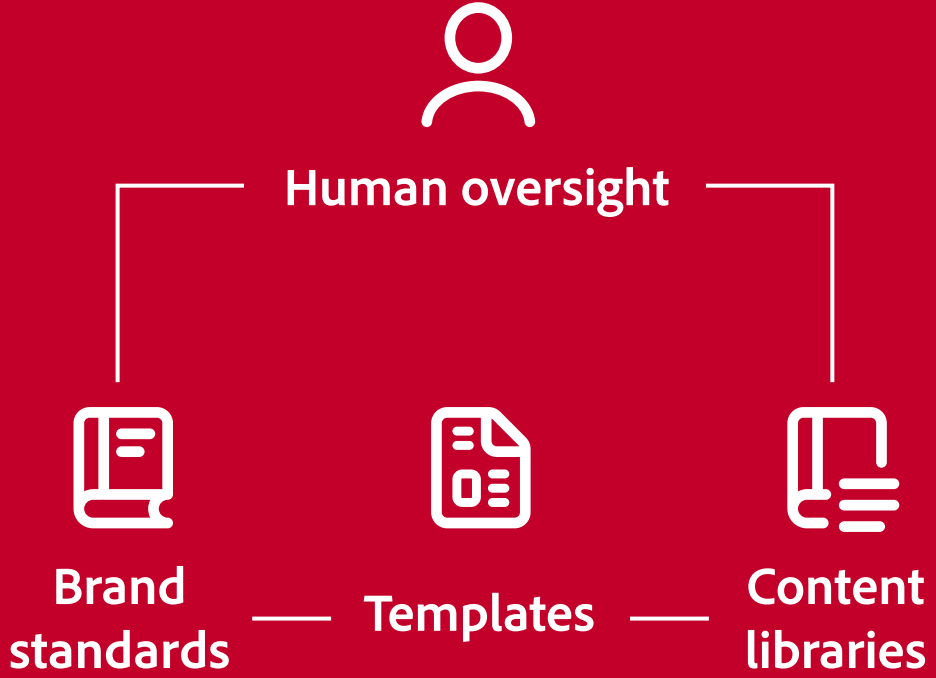 Human oversight
Brand
standards
Templates
Content
libraries